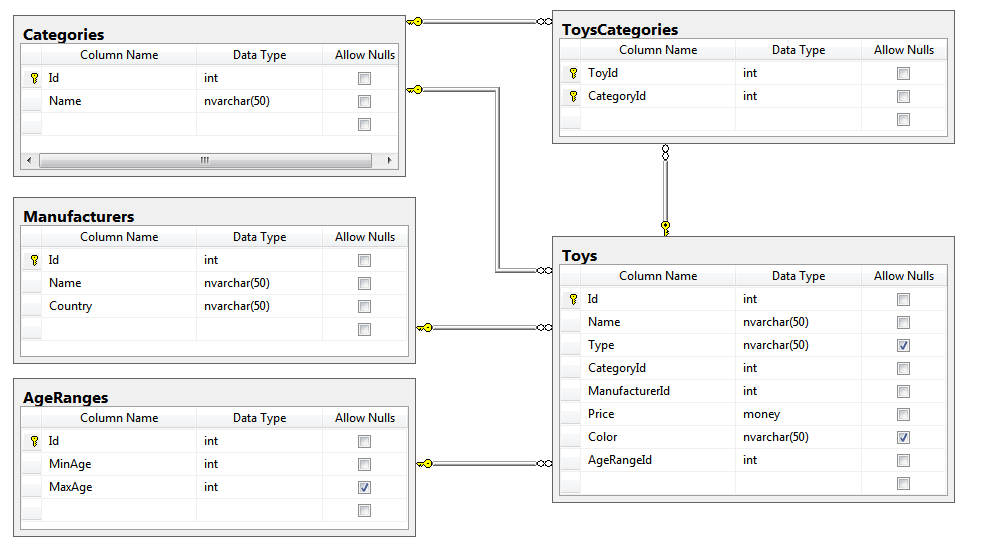 Categories
Column Name Data Type Allow Nulls
Id int
Name nvarchar(50)
ToysCategories
Column Name Data Type Allow Nulls
ToyId int
CategoryId int
Manufacturers
Column Name Data Type Allow Nulls
Id int
Name nvarchar(50)
Country nvarchar(50)
Toys
Column Name Data Type Allow Nulls
Id int
Name nvarchar(50)
Type nvarchar(50)
CategoryId int
ManufacturerId int
Price money
Color nvarchar(50)
AgeRangeId int
AgeRanges
Column Name Data Type Allow Nulls
Id int
MinAge int
MaxAge int